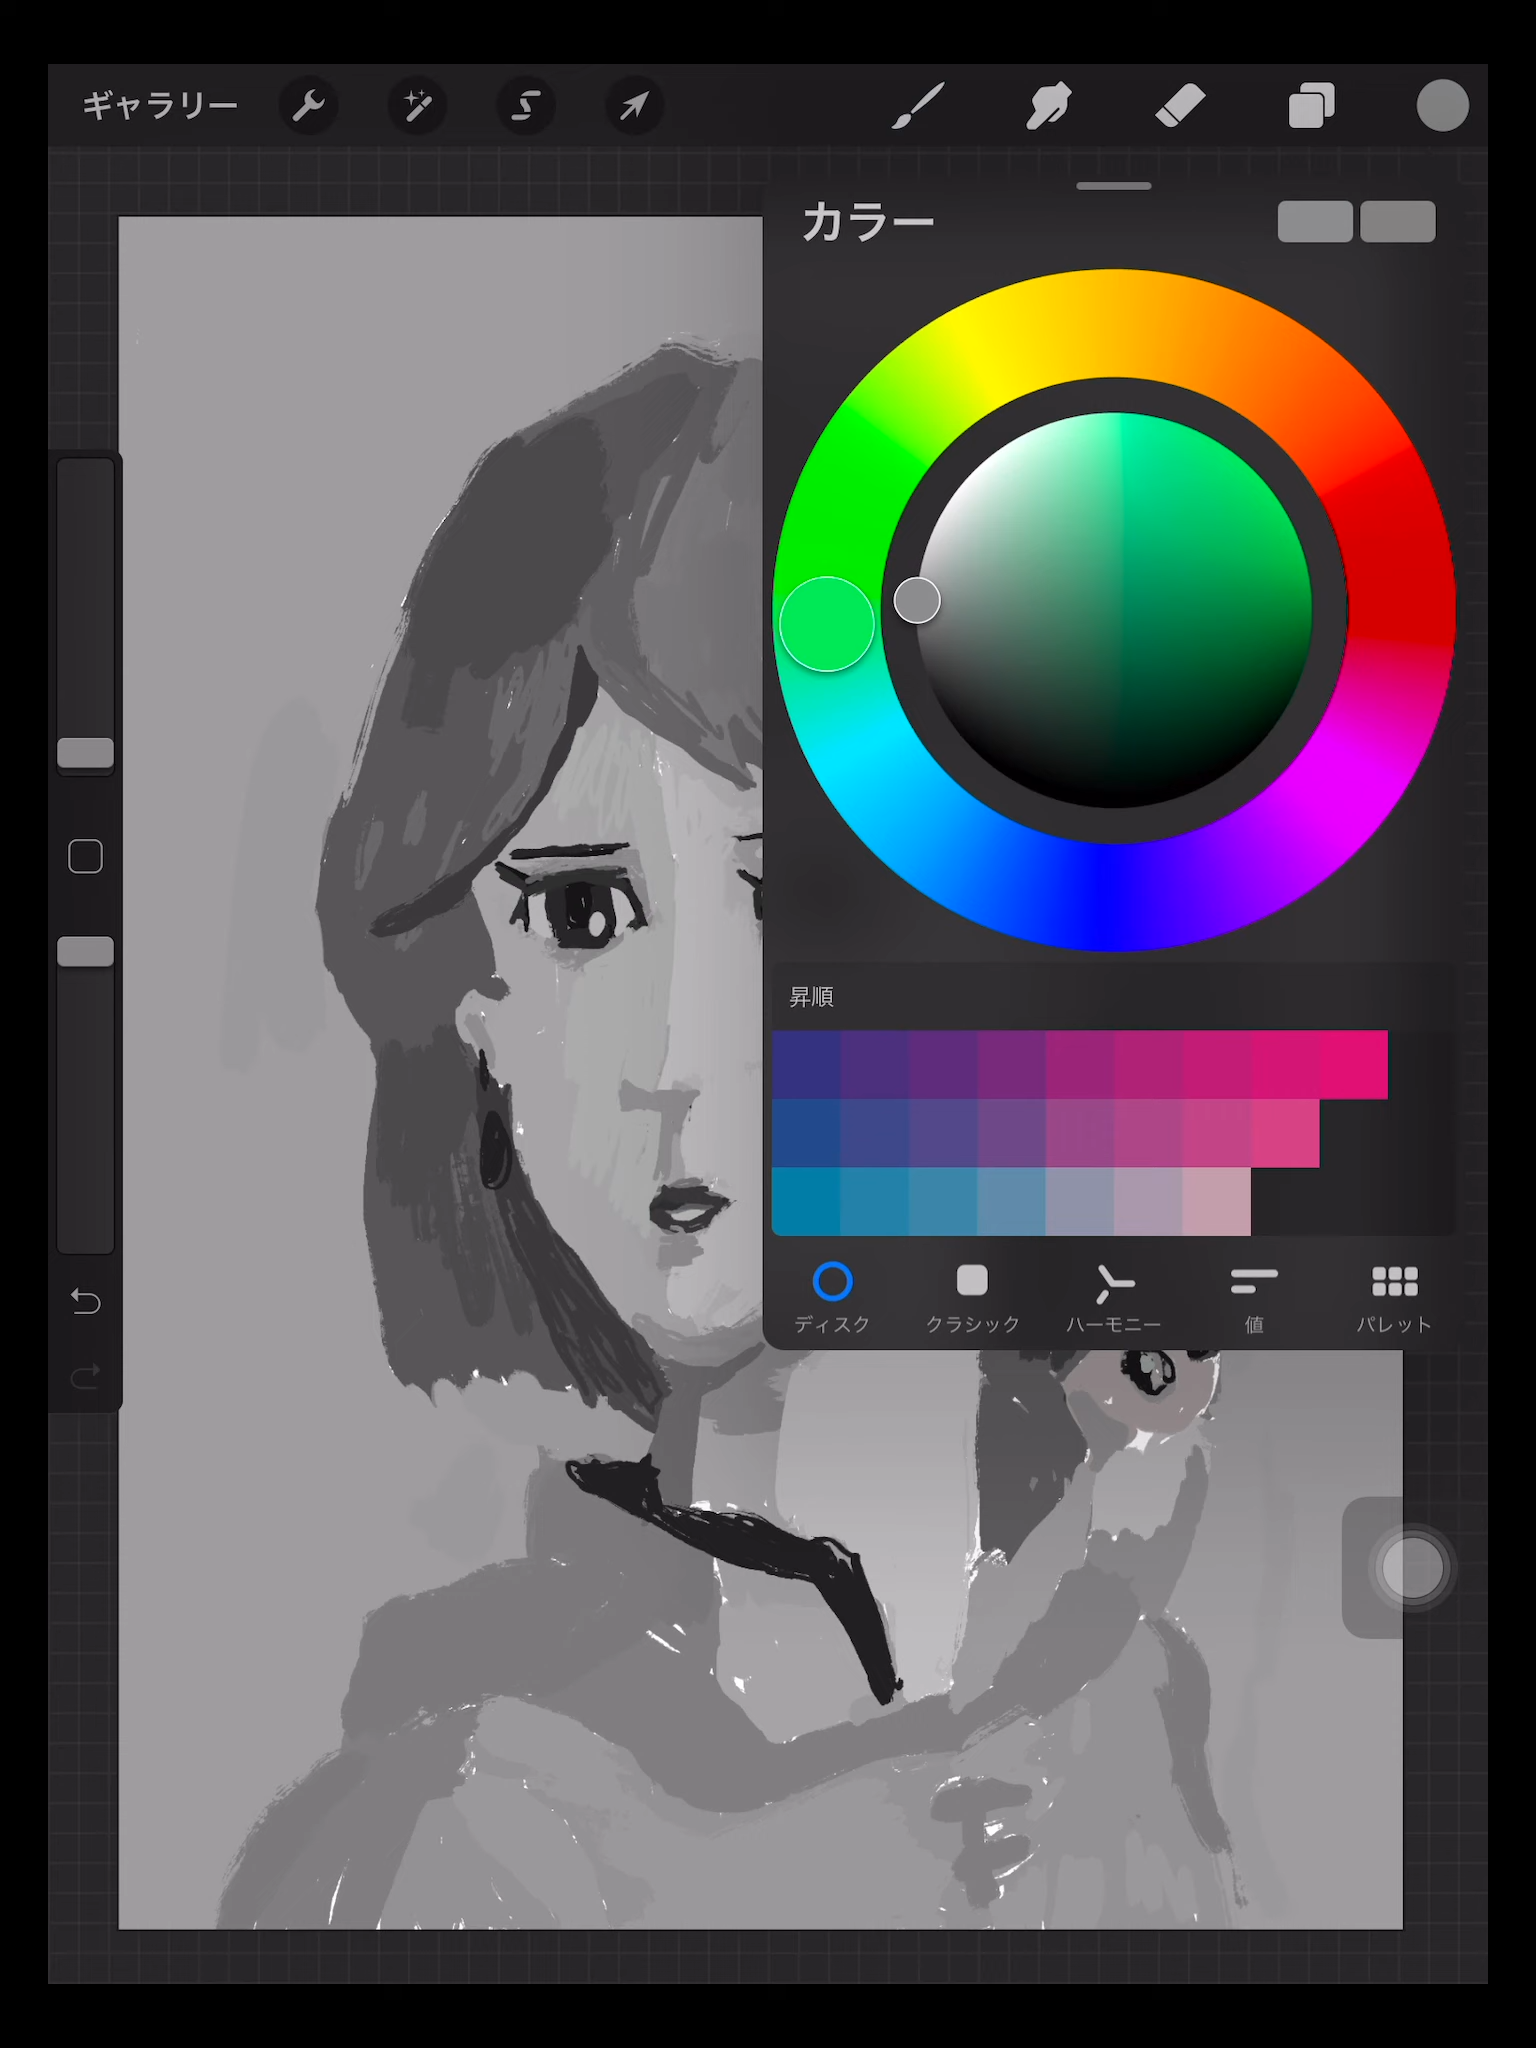 ギャラリー
カラー
昇順
ディスク
クラシック
ハーモニー
値
パレット